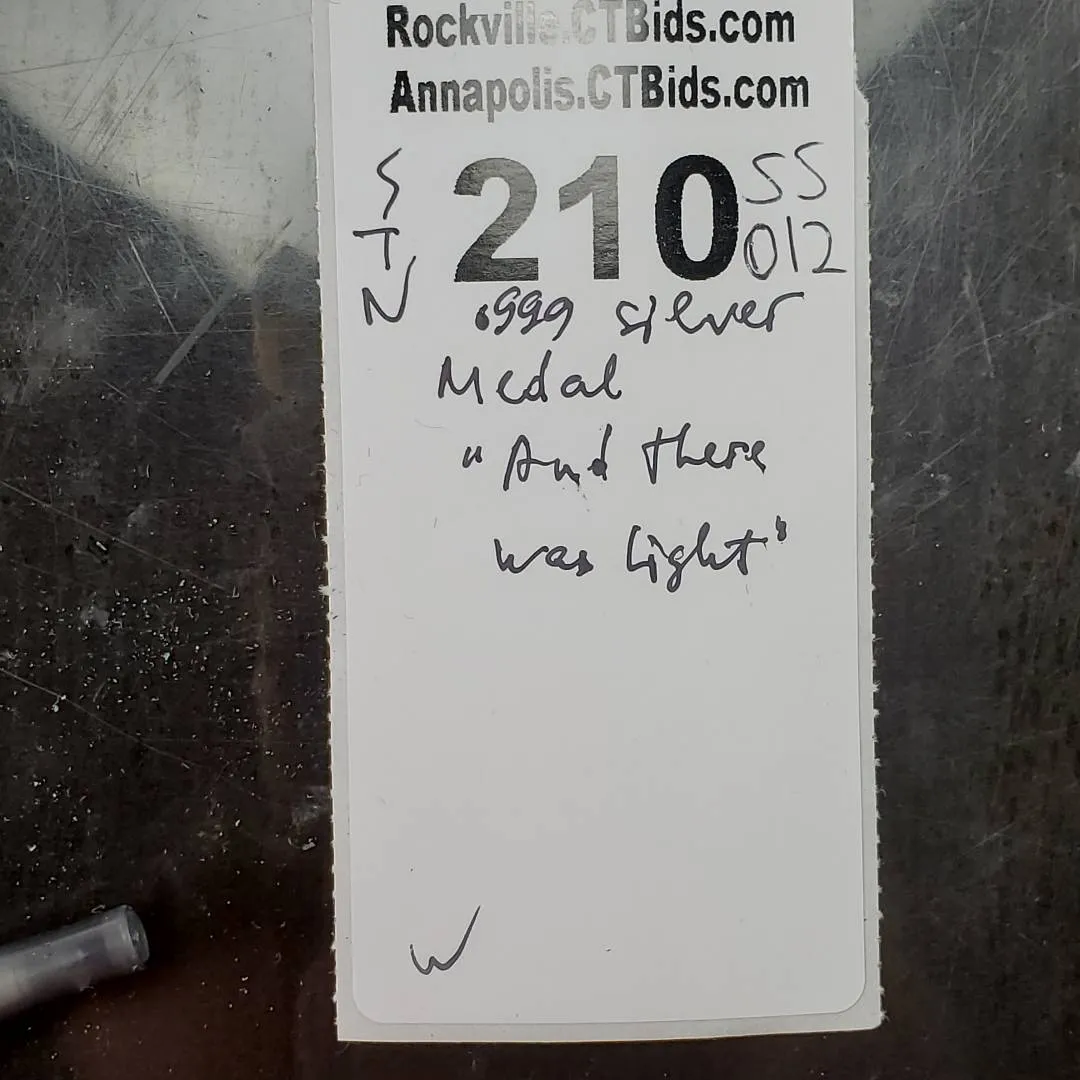 Rockville.CTBids.com
Annapolis.CTBids.com
S
T
N
210
SS
012
.999 silver
Medal
"And there
was light"
W